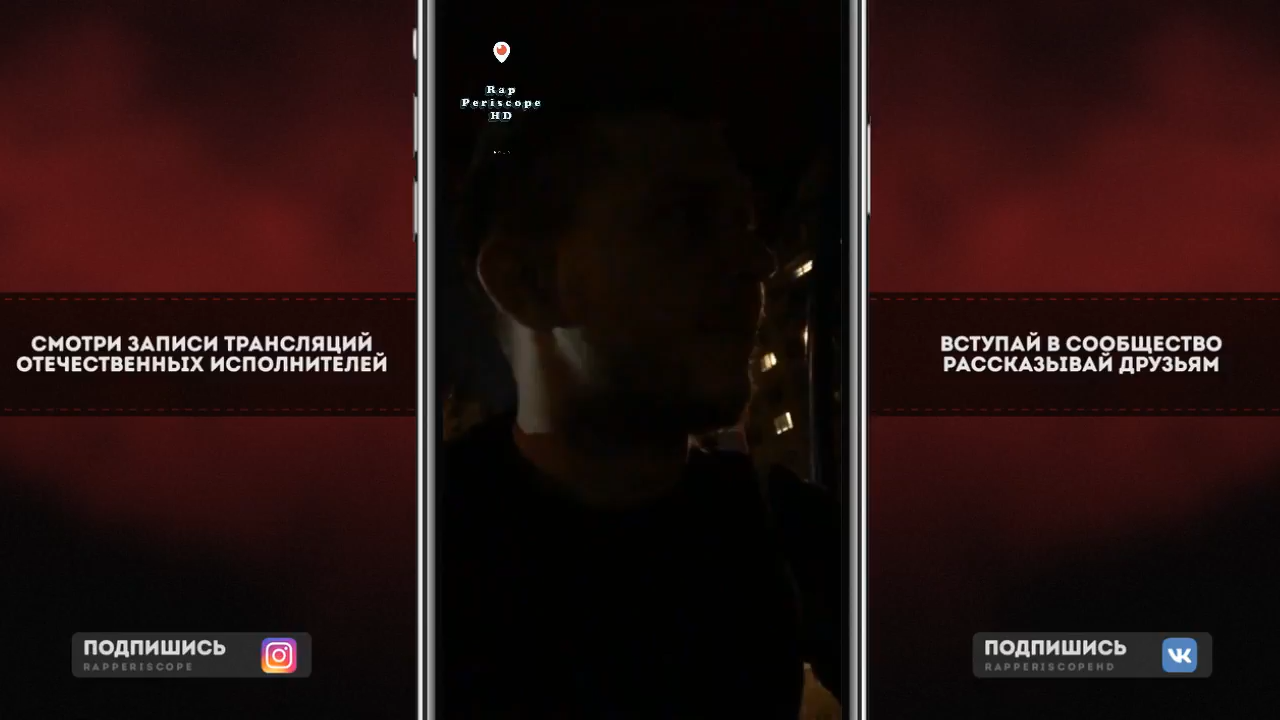 Rap
Periscope
HD
СМОТРИ ЗАПИСИ ТРАНСЛЯЦИЙ
ОТЕЧЕСТВЕННЫХ ИСПОЛНИТЕЛЕЙ
ВСТУПАЙ В СООБЩЕСТВО
РАССКАЗЫВАЙ ДРУЗЬЯМ
ПОДПИШИСЬ
RAPPERISCOPE
ПОДПИШИСЬ
RAPPERISCOPEHD